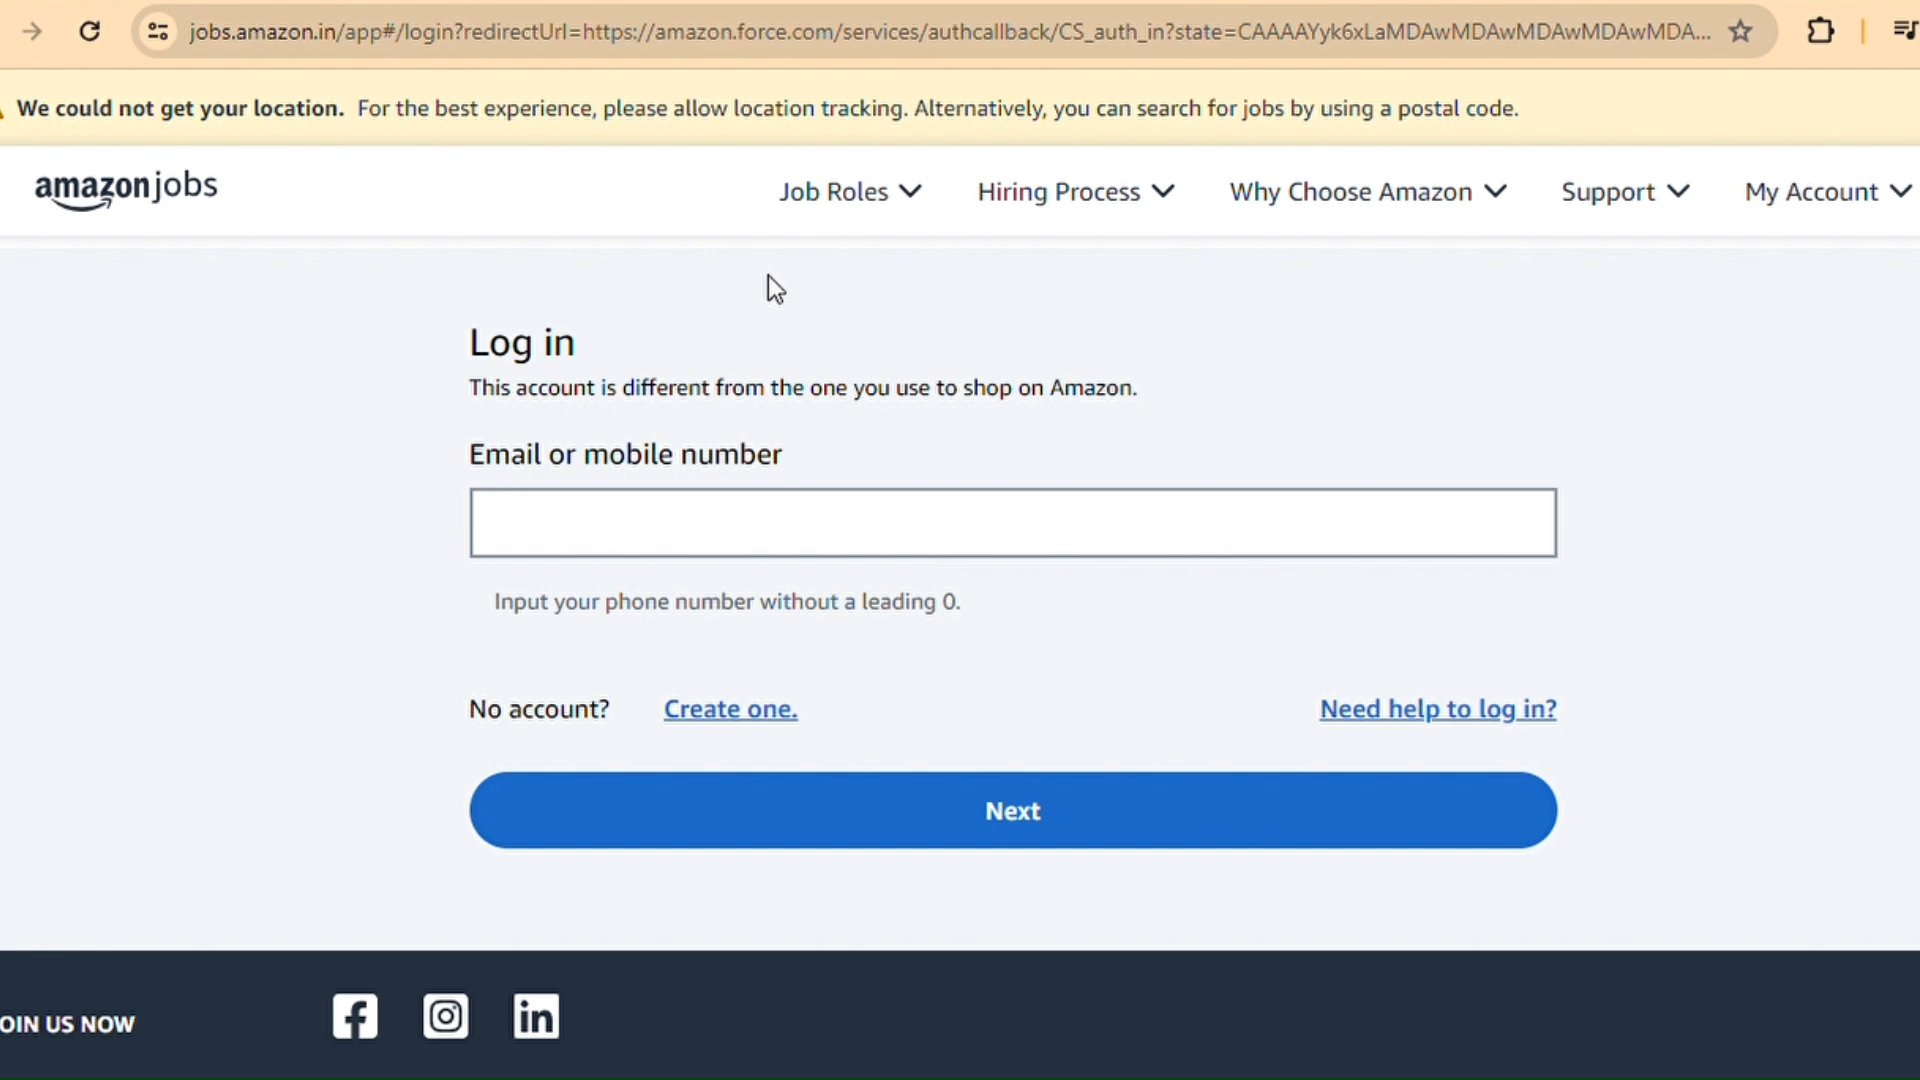 jobs.amazon.in/app#/login?redirectUrl=https://amazon.force.com/services/authcallback/CS_auth_in?state=CAAAAYyk6xLaMDAwMDAwMDAwMDAwMDA...
We could not get your location. For the best experience, please allow location tracking. Alternatively, you can search for jobs by using a postal code.
amazonjobs Job Roles Hiring Process Why Choose Amazon Support My Account
Log in
This account is different from the one you use to shop on Amazon.
Email or mobile number
Input your phone number without a leading 0.
No account? Create one. Need help to log in?
Next
OIN US NOW